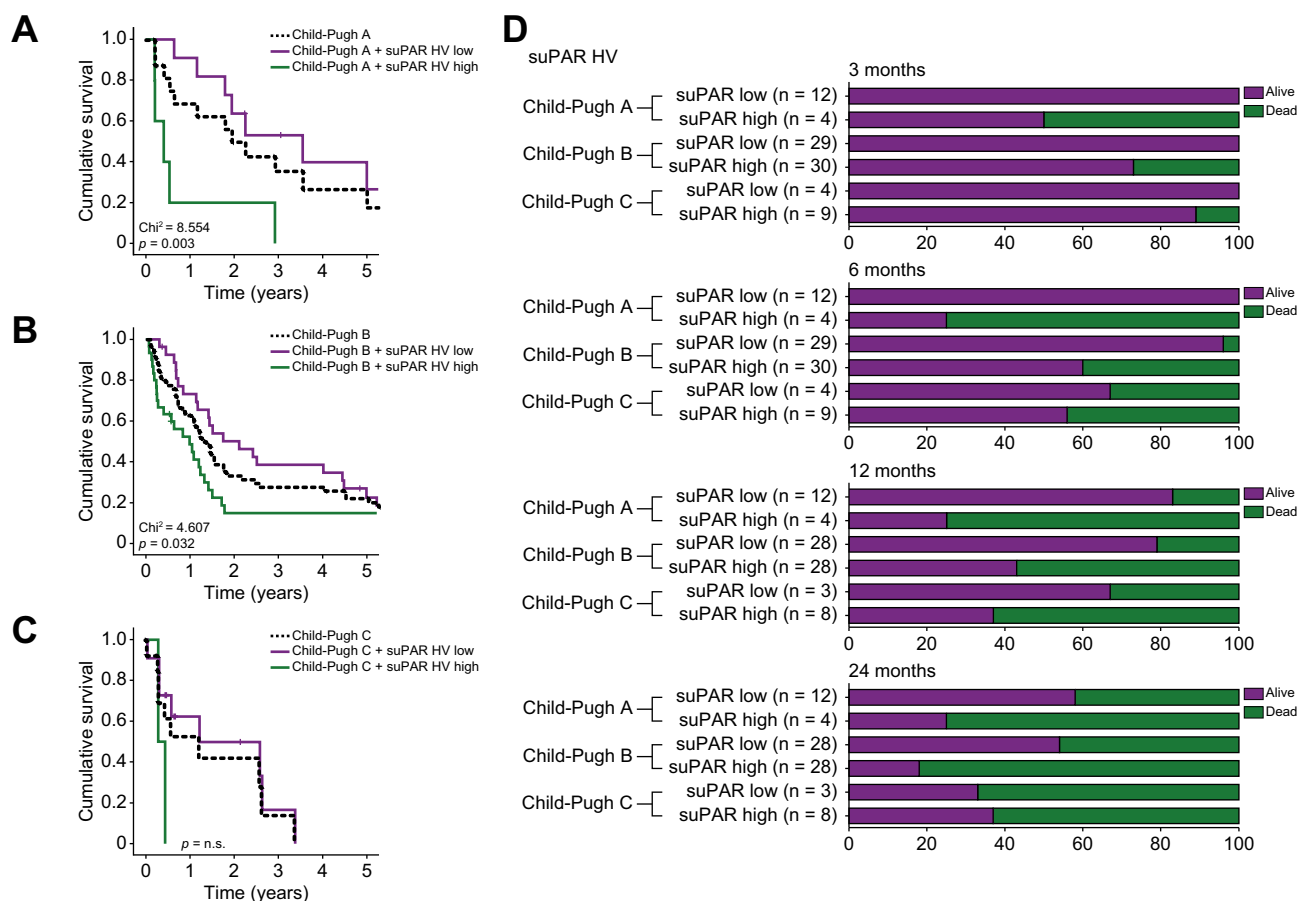 A
Child-Pugh A
Child-Pugh A + suPAR HV low
Child-Pugh A + suPAR HV high
Cumulative survival
1.0
0.8
0.6
0.4
0.2
0
Chi² = 8.554
p = 0.003
0 1 2 3 4 5
Time (years)
B
Child-Pugh B
Child-Pugh B + suPAR HV low
Child-Pugh B + suPAR HV high
Cumulative survival
1.0
0.8
0.6
0.4
0.2
0
Chi² = 4.607
p = 0.032
0 1 2 3 4 5
Time (years)
C
Child-Pugh C
Child-Pugh C + suPAR HV low
Child-Pugh C + suPAR HV high
Cumulative survival
1.0
0.8
0.6
0.4
0.2
0
p = n.s.
0 1 2 3 4 5
Time (years)
D
suPAR HV
3 months
Alive
Dead
Child-Pugh A
suPAR low (n = 12)
suPAR high (n = 4)
Child-Pugh B
suPAR low (n = 29)
suPAR high (n = 30)
Child-Pugh C
suPAR low (n = 4)
suPAR high (n = 9)
0 20 40 60 80 100
6 months
Alive
Dead
Child-Pugh A
suPAR low (n = 12)
suPAR high (n = 4)
Child-Pugh B
suPAR low (n = 29)
suPAR high (n = 30)
Child-Pugh C
suPAR low (n = 4)
suPAR high (n = 9)
0 20 40 60 80 100
12 months
Alive
Dead
Child-Pugh A
suPAR low (n = 12)
suPAR high (n = 4)
Child-Pugh B
suPAR low (n = 28)
suPAR high (n = 28)
Child-Pugh C
suPAR low (n = 3)
suPAR high (n = 8)
0 20 40 60 80 100
24 months
Alive
Dead
Child-Pugh A
suPAR low (n = 12)
suPAR high (n = 4)
Child-Pugh B
suPAR low (n = 28)
suPAR high (n = 28)
Child-Pugh C
suPAR low (n = 3)
suPAR high (n = 8)
0 20 40 60 80 100